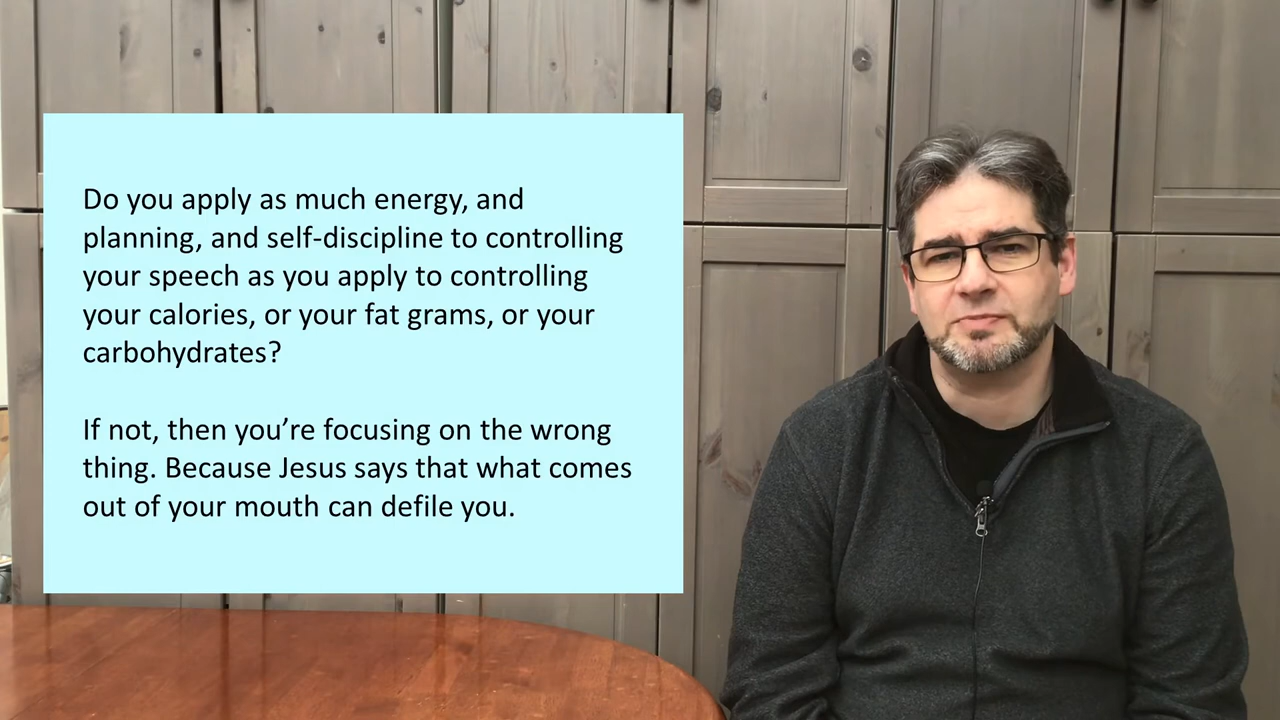 Do you apply as much energy, and
planning, and self-discipline to controlling
your speech as you apply to controlling
your calories, or your fat grams, or your
carbohydrates?
If not, then you’re focusing on the wrong
thing. Because Jesus says that what comes
out of your mouth can defile you.